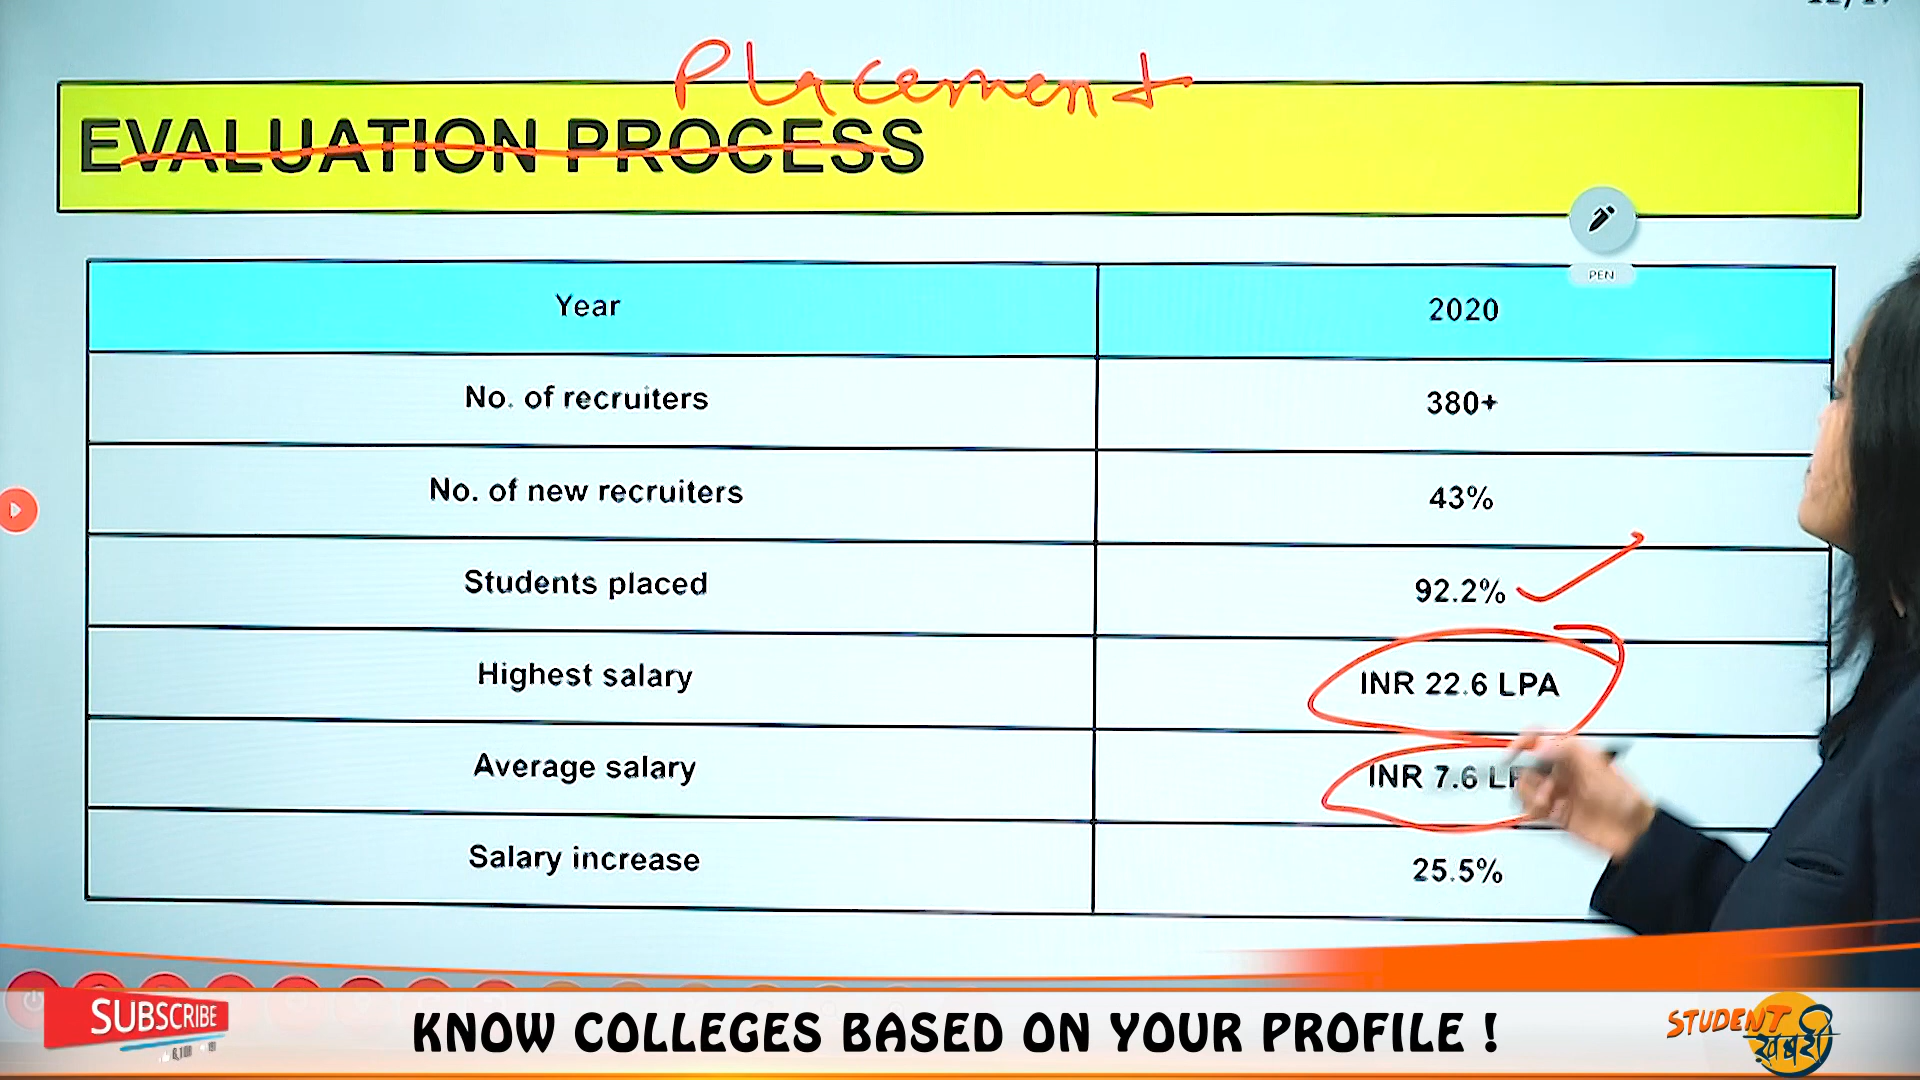 Placement
EVALUATION PROCESS
PEN
Year 2020
No. of recruiters 380+
No. of new recruiters 43%
Students placed 92.2%
Highest salary INR 22.6 LPA
Average salary INR 7.6
Salary increase 25.5%
SUBSCRIBE
KNOW COLLEGES BASED ON YOUR PROFILE !
STUDENT
खबरी